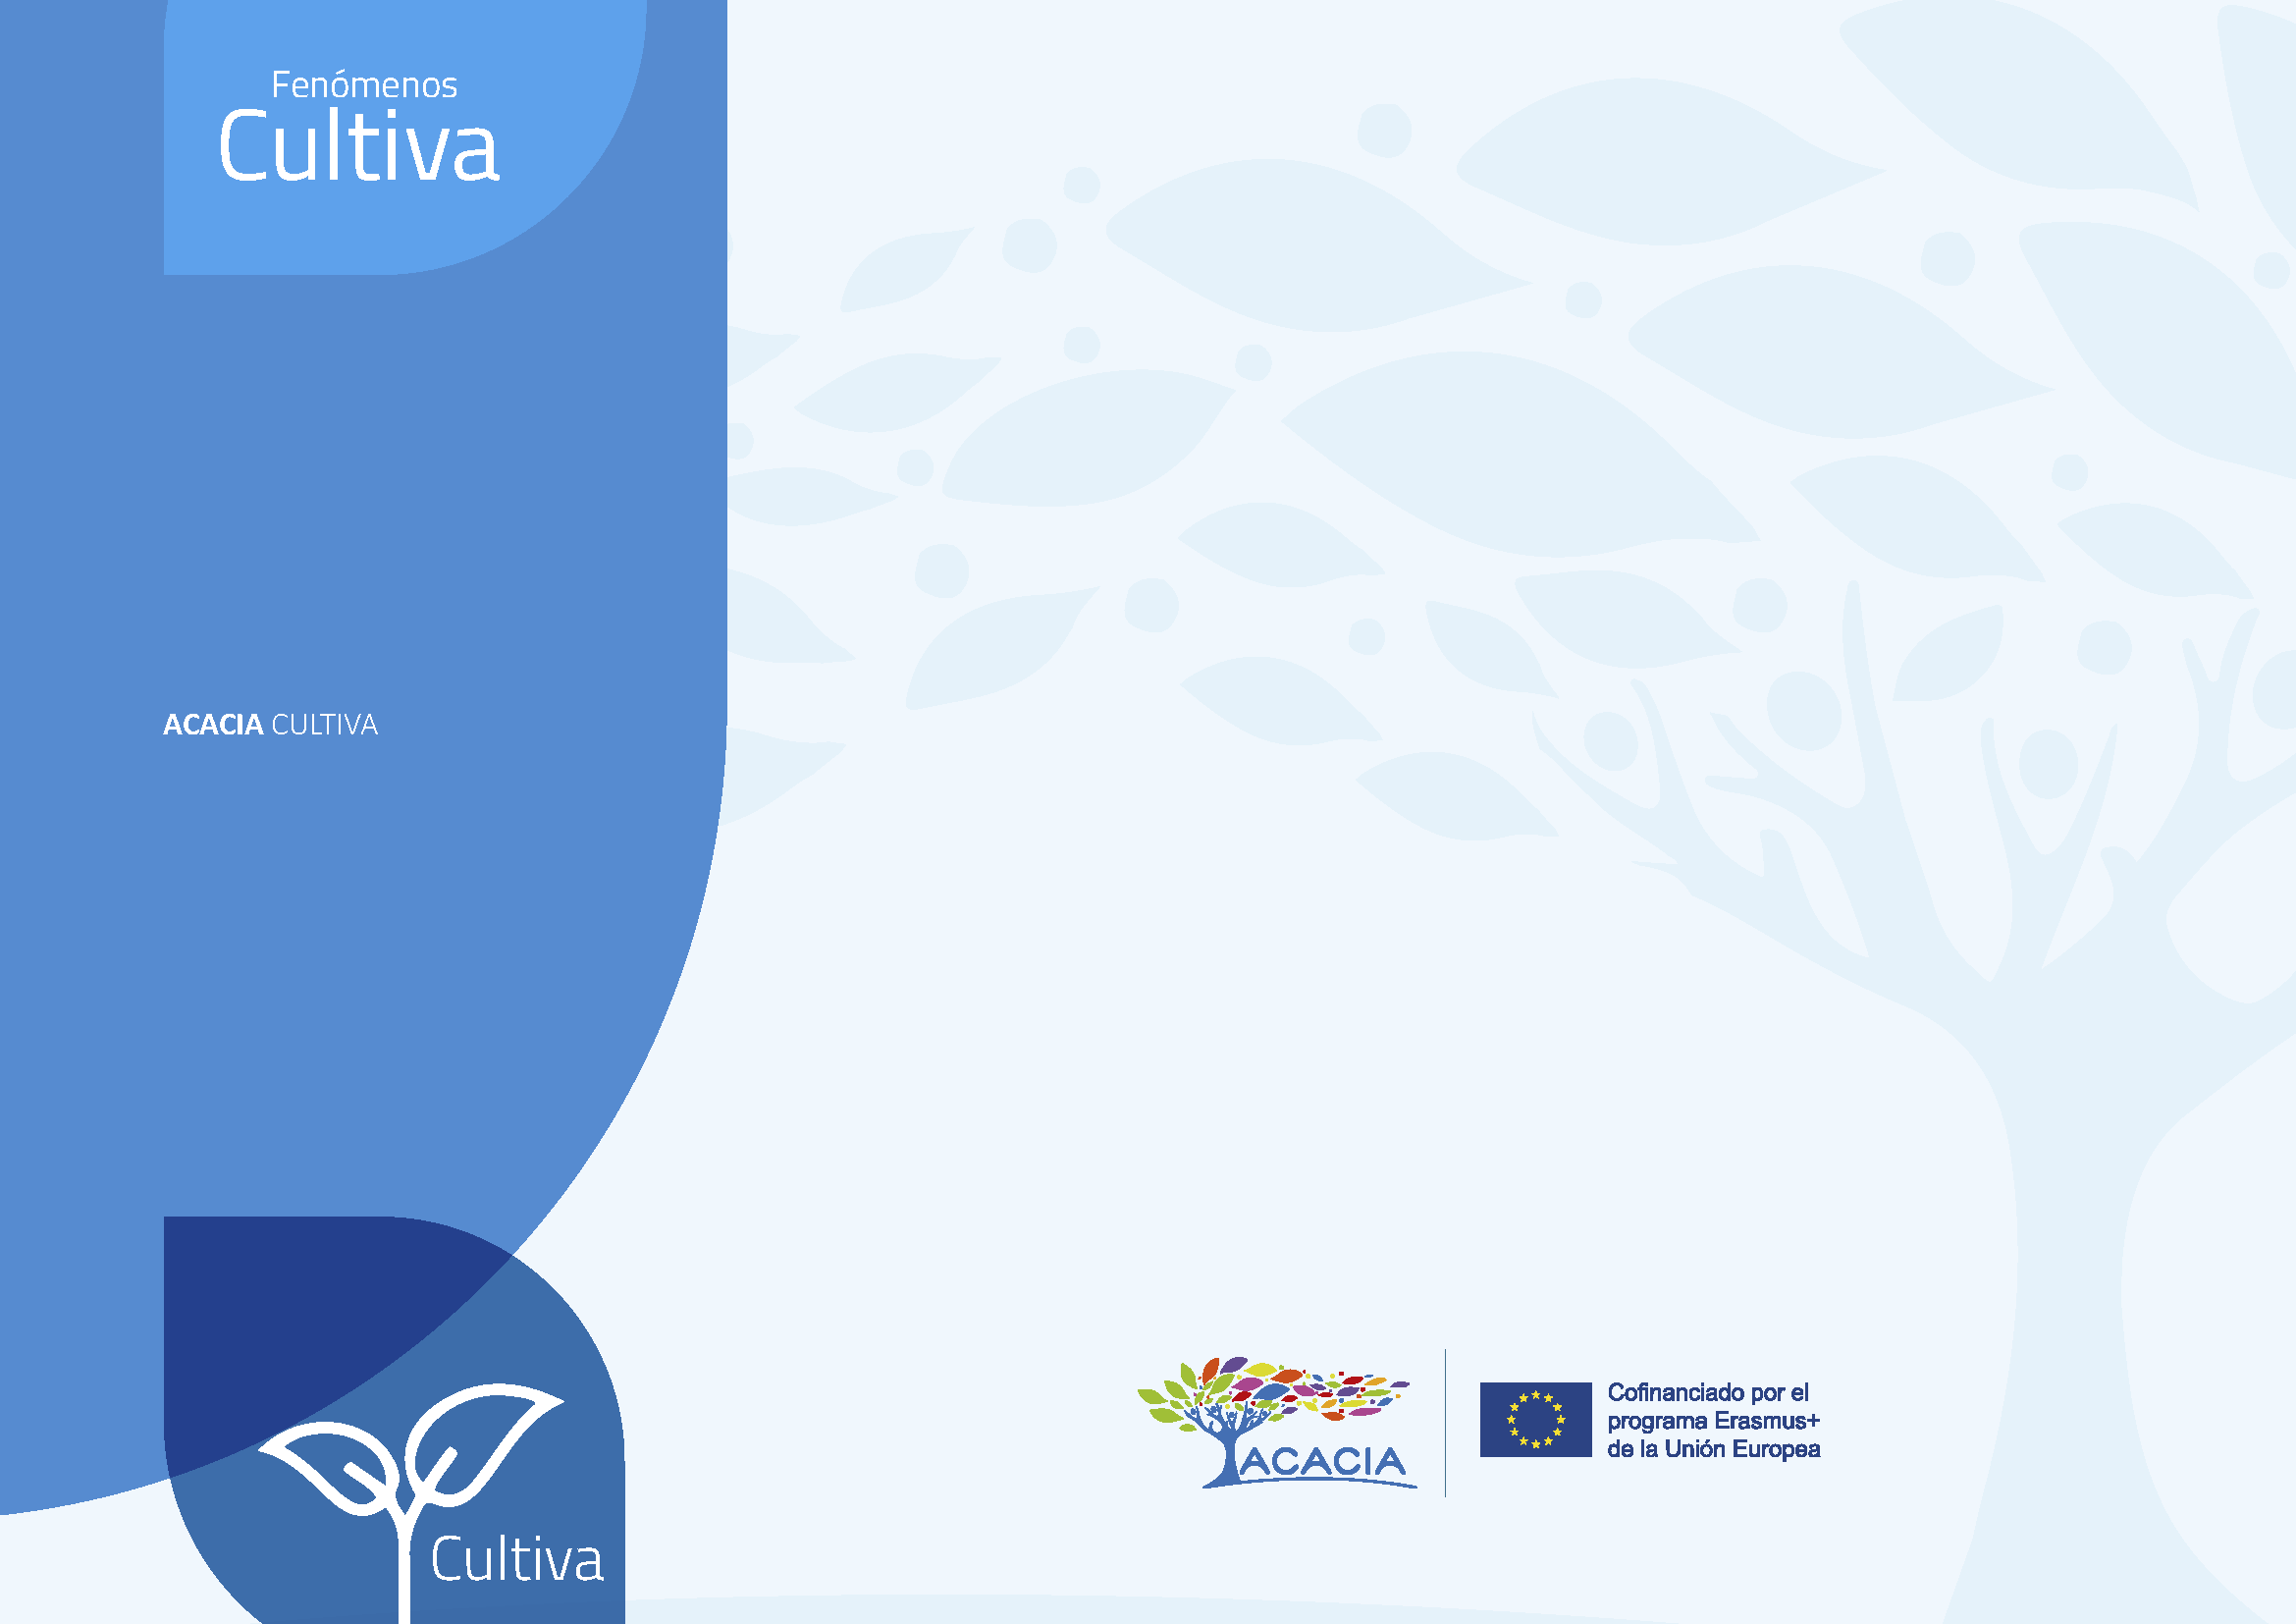 Fenómenos
Cultiva
ACACIA CULTIVA
Cultiva
ACACIA
Cofinanciado por el
programa Erasmus+
de la Unión Europea